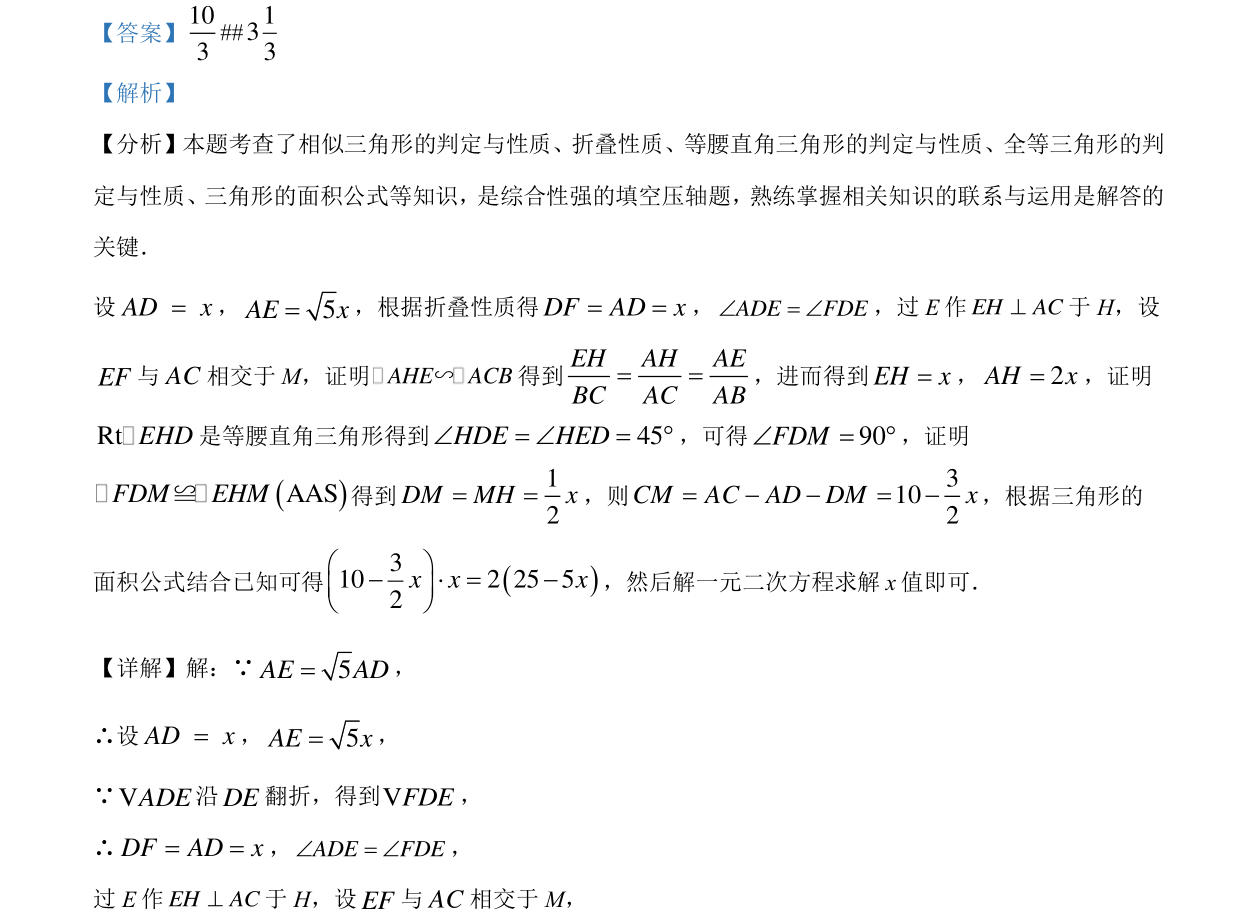 【答案】10/3##3 1/3
【解析】
【分析】本题考查了相似三角形的判定与性质、折叠性质、等腰直角三角形的判定与性质、全等三角形的判
定与性质、三角形的面积公式等知识，是综合性强的填空压轴题，熟练掌握相关知识的联系与运用是解答的
关键．
设 AD = x，AE = √5x，根据折叠性质得 DF = AD = x，∠ADE = ∠FDE，过 E 作 EH ⊥ AC 于 H，设
EF 与 AC 相交于 M，证明□AHE∽□ACB 得到 EH/BC = AH/AC = AE/AB，进而得到 EH = x，AH = 2x，证明
Rt□EHD 是等腰直角三角形得到∠HDE = ∠HED = 45°，可得∠FDM = 90°，证明
□FDM≌□EHM(AAS)得到 DM = MH = 1/2 x，则 CM = AC − AD − DM = 10 − 3/2 x，根据三角形的
面积公式结合已知可得(10 − 3/2 x)·x = 2(25 − 5x)，然后解一元二次方程求解 x 值即可．
【详解】解：∵ AE = √5AD，
∴设 AD = x，AE = √5x，
∵VADE 沿 DE 翻折，得到VFDE，
∴ DF = AD = x，∠ADE = ∠FDE，
过 E 作 EH ⊥ AC 于 H，设 EF 与 AC 相交于 M，